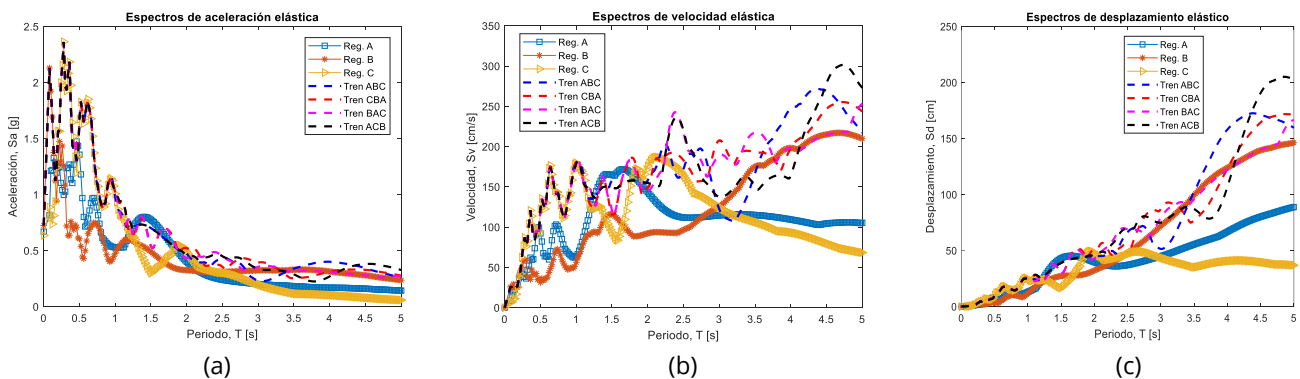 Espectros de aceleración elástica
Aceleración, Sa [g]
2.5
2
1.5
1
0.5
0
Reg. A
Reg. B
Reg. C
Tren ABC
Tren CBA
Tren BAC
Tren ACB
0 0.5 1 1.5 2 2.5 3 3.5 4 4.5 5
Periodo, T [s]
(a)
Espectros de velocidad elástica
Velocidad, Sv [cm/s]
400
350
300
250
200
150
100
50
0
Reg. A
Reg. B
Reg. C
Tren ABC
Tren CBA
Tren BAC
Tren ACB
0 0.5 1 1.5 2 2.5 3 3.5 4 4.5 5
Periodo, T [s]
(b)
Espectros de desplazamiento elástico
Desplazamiento, Sd [cm]
250
200
150
100
50
0
Reg. A
Reg. B
Reg. C
Tren ABC
Tren CBA
Tren BAC
Tren ACB
0 0.5 1 1.5 2 2.5 3 3.5 4 4.5 5
Periodo, T [s]
(c)